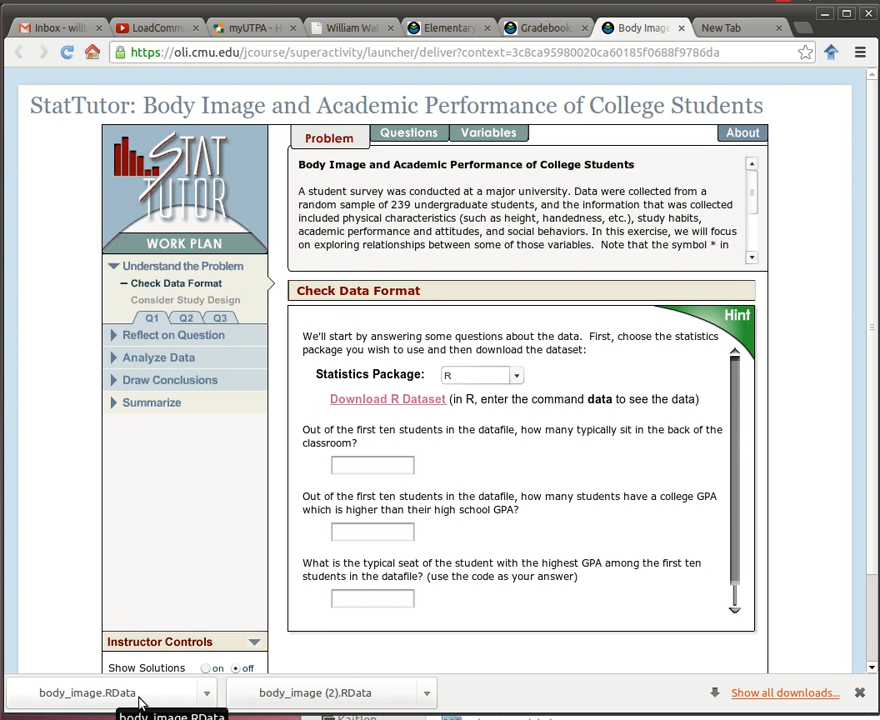 Inbox - willi
LoadComm
myUTPA - H
William Wat
Elementary
Gradebook
Body Image
New Tab
https://oli.cmu.edu/jcourse/superactivity/launcher/deliver?context=3c8ca95980020ca60185f0688f9786da
StatTutor: Body Image and Academic Performance of College Students
STAT
TUTOR
WORK PLAN
Understand the Problem
Check Data Format
Consider Study Design
Q1 Q2 Q3
Reflect on Question
Analyze Data
Draw Conclusions
Summarize
Instructor Controls
Show Solutions on off
Problem Questions Variables About
Body Image and Academic Performance of College Students
A student survey was conducted at a major university. Data were collected from a
random sample of 239 undergraduate students, and the information that was collected
included physical characteristics (such as height, handedness, etc.), study habits,
academic performance and attitudes, and social behaviors. In this exercise, we will focus
on exploring relationships between some of those variables. Note that the symbol * in
Check Data Format
Hint
We'll start by answering some questions about the data. First, choose the statistics
package you wish to use and then download the dataset:
Statistics Package: R
Download R Dataset (in R, enter the command data to see the data)
Out of the first ten students in the datafile, how many typically sit in the back of the
classroom?
Out of the first ten students in the datafile, how many students have a college GPA
which is higher than their high school GPA?
What is the typical seat of the student with the highest GPA among the first ten
students in the datafile? (use the code as your answer)
body_image.RData
body_image (2).RData
Show all downloads...
body_image.RData